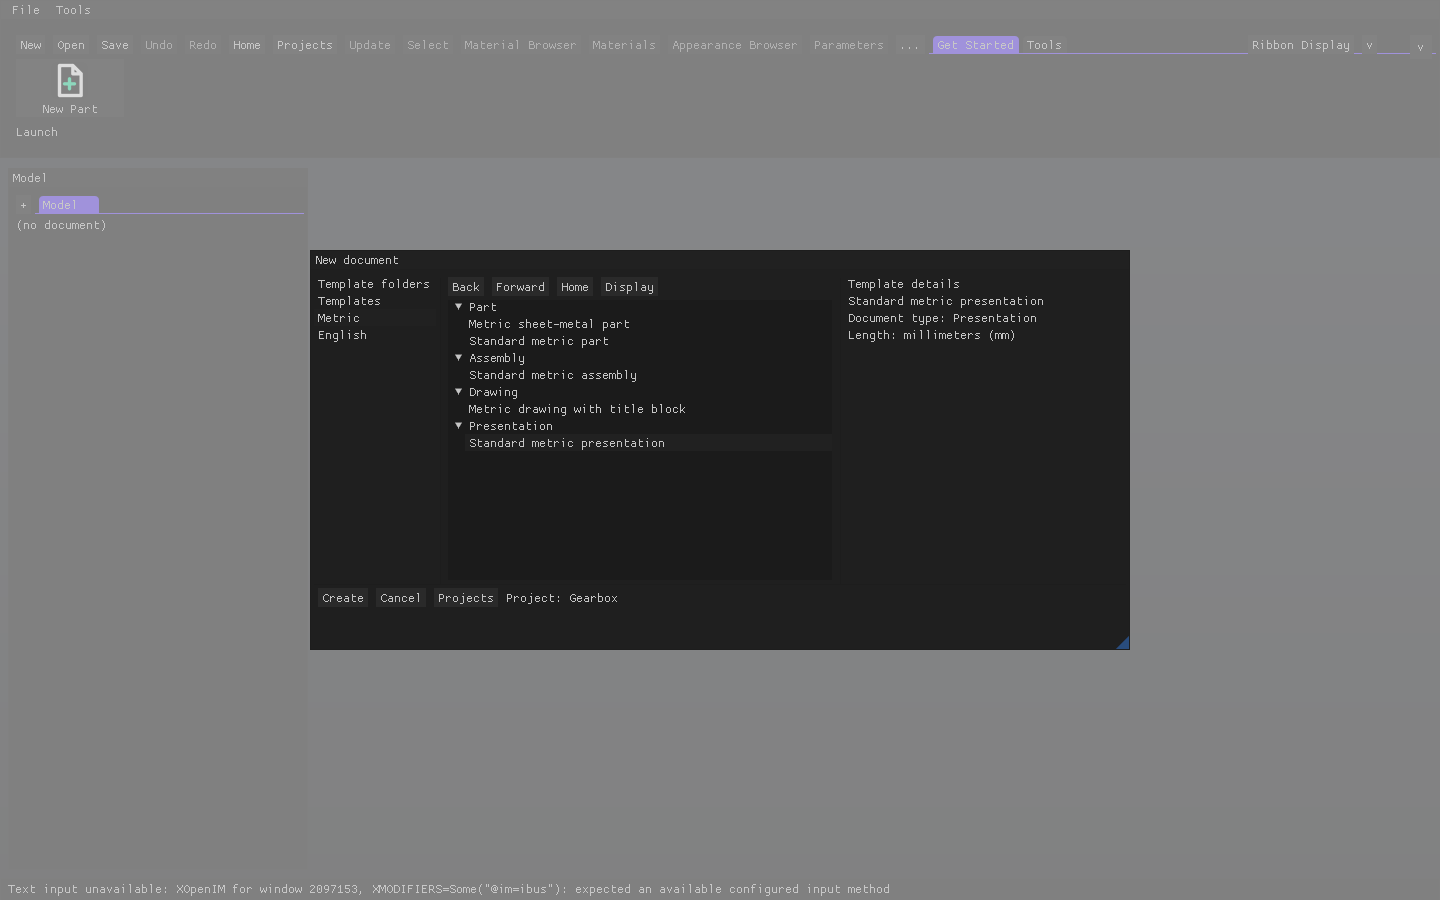 File Tools
New Open Save Undo Redo Home Projects Update Select Material Browser Materials Appearance Browser Parameters ... Get Started Tools Ribbon Display v v
New Part
Launch
Model
+ Model
(no document)
New document
Template folders
Templates
Metric
English
Back Forward Home Display
Part
Metric sheet-metal part
Standard metric part
Assembly
Standard metric assembly
Drawing
Metric drawing with title block
Presentation
Standard metric presentation
Template details
Standard metric presentation
Document type: Presentation
Length: millimeters (mm)
Create Cancel Projects Project: Gearbox
Text input unavailable: XOpenIM for window 2097153, XMODIFIERS=Some("@im=ibus"): expected an available configured input method